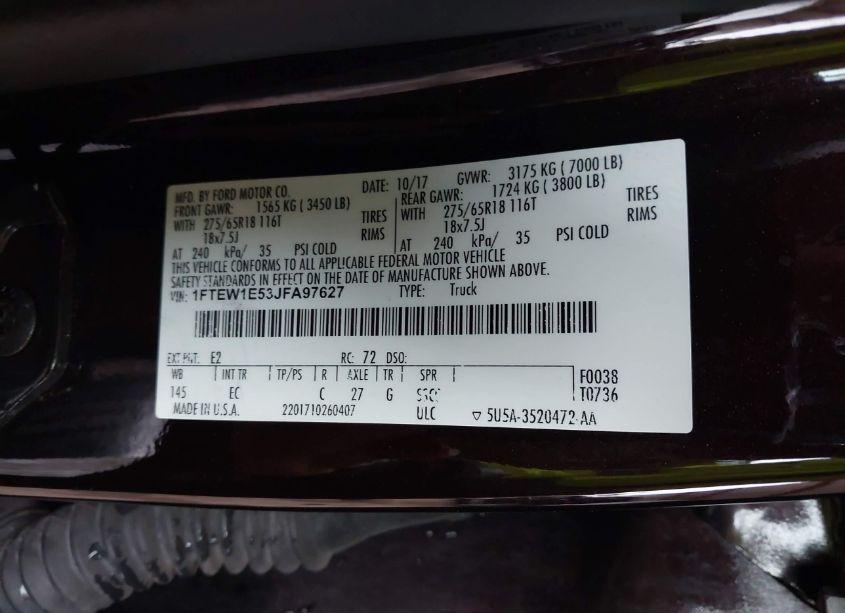 MFD. BY FORD MOTOR CO.
DATE: 10/17 GVWR: 3175 KG ( 7000 LB)
FRONT GAWR: 1565 KG ( 3450 LB) REAR GAWR: 1724 KG ( 3800 LB)
WITH 275/65R18 116T TIRES WITH 275/65R18 116T TIRES
18x7.5J RIMS 18x7.5J RIMS
AT 240 kPa/ 35 PSI COLD AT 240 kPa/ 35 PSI COLD
THIS VEHICLE CONFORMS TO ALL APPLICABLE FEDERAL MOTOR VEHICLE
SAFETY STANDARDS IN EFFECT ON THE DATE OF MANUFACTURE SHOWN ABOVE.
VIN: 1FTEW1E53JFA97627 TYPE: Truck
EXT PNT: E2 RC: 72 DSO:
WB INT TR TP/PS R AXLE TR SPR F0038
145 EC C 27 G T0736
MADE IN U.S.A. 2201710260407 ULC ▽ 5U5A-3520472-AA